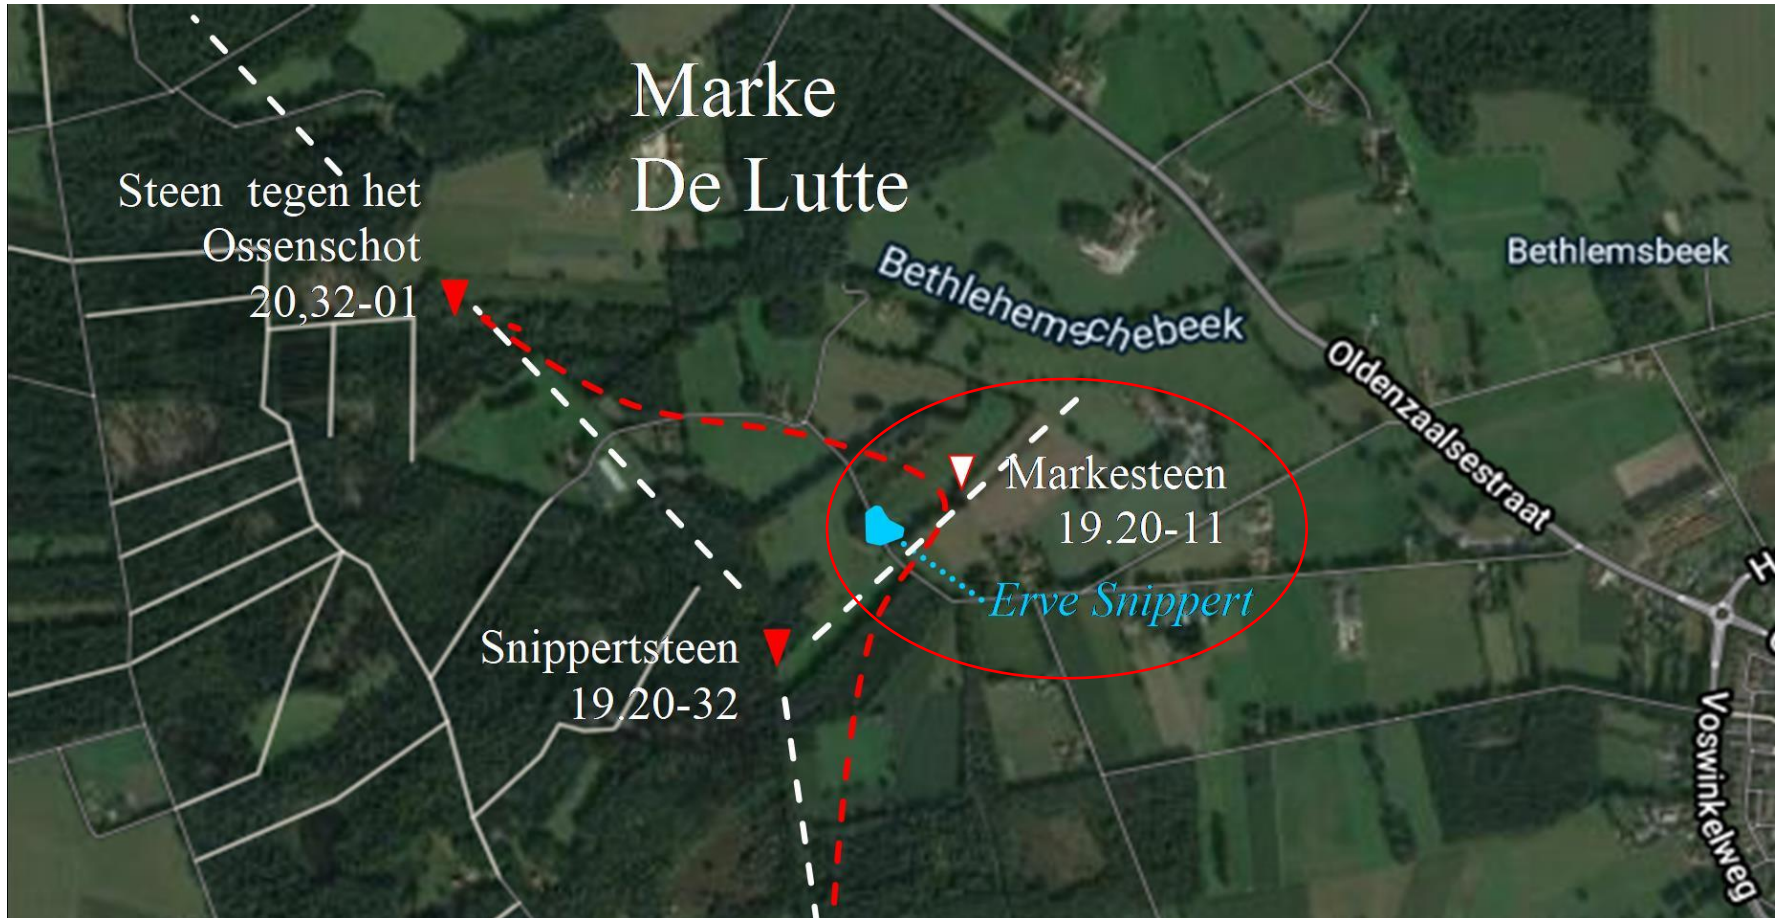 Marke
De Lutte
Steen tegen het
Ossenschot
20,32-01
Bethlehemschebeek
Bethlemsbeek
Oldenzaalsestraat
Markesteen
19.20-11
Erve Snippert
Snippertsteen
19.20-32
Voswinkelweg
H